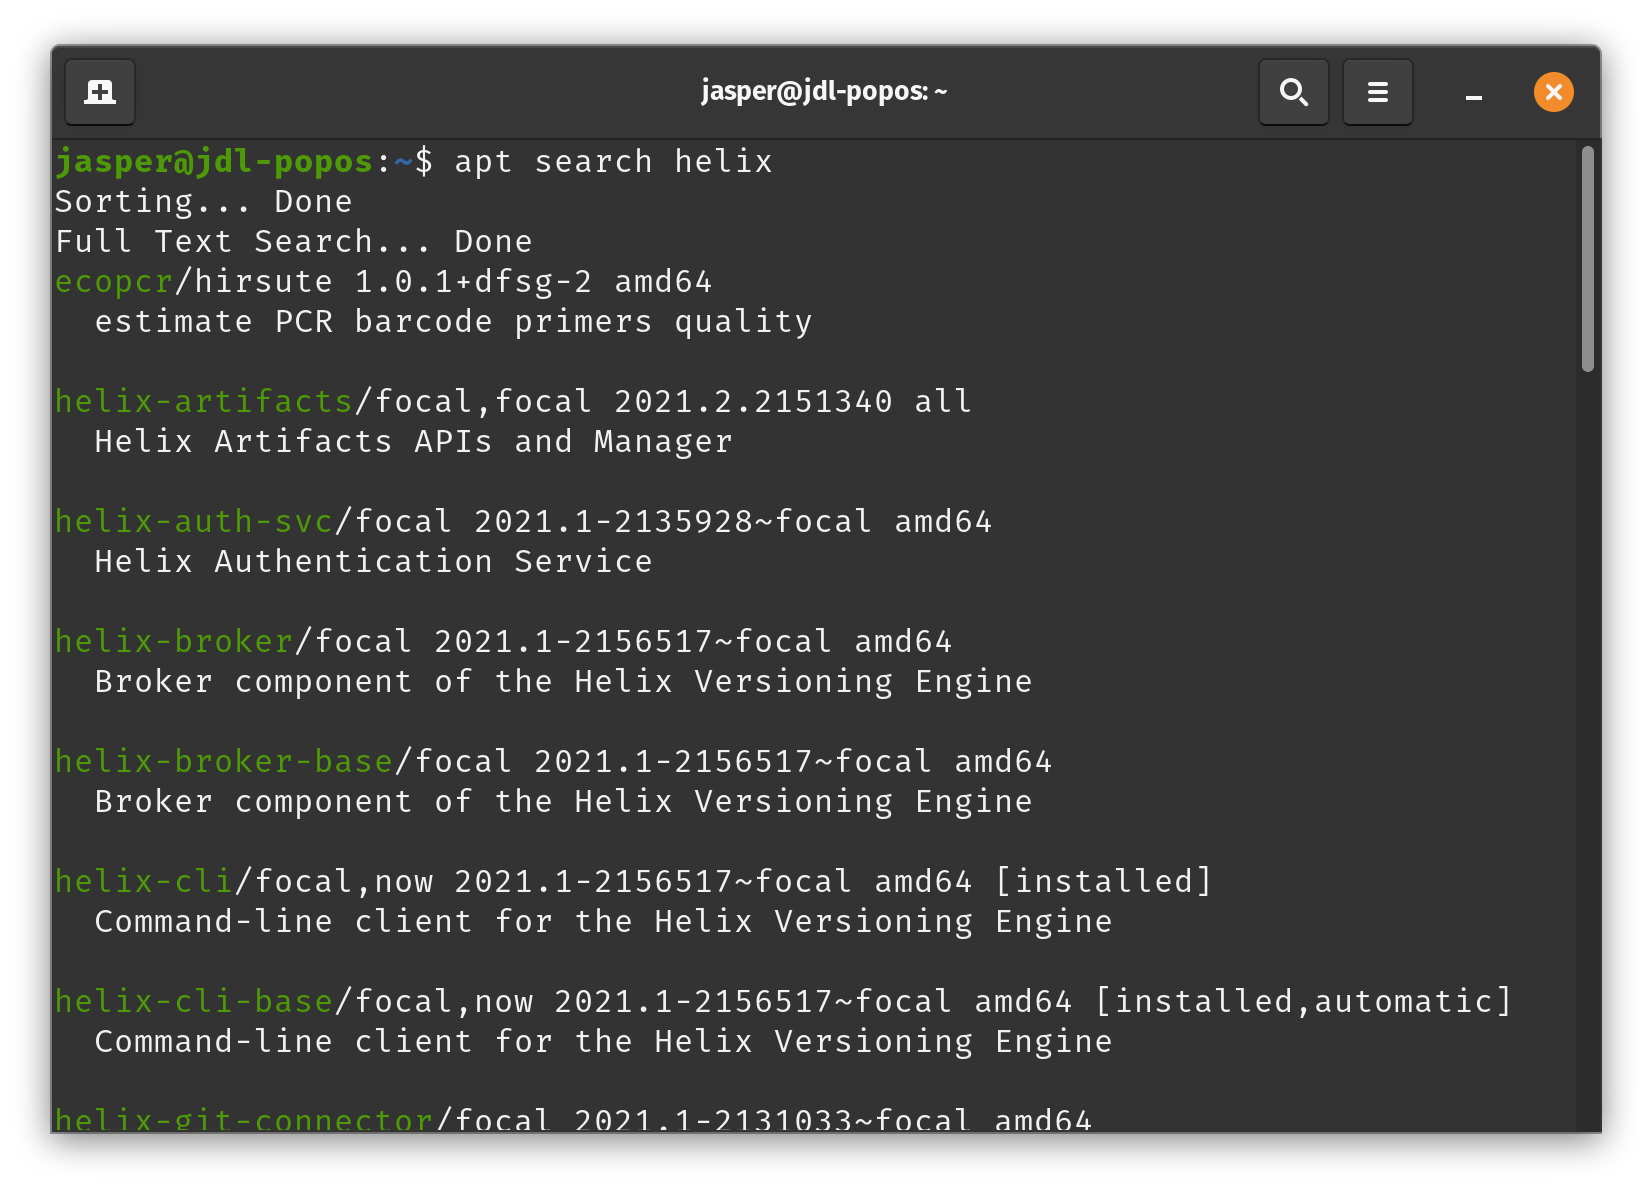 jasper@jdl-popos: ~
jasper@jdl-popos:~$ apt search helix
Sorting... Done
Full Text Search... Done
ecopcr/hirsute 1.0.1+dfsg-2 amd64
  estimate PCR barcode primers quality

helix-artifacts/focal,focal 2021.2.2151340 all
  Helix Artifacts APIs and Manager

helix-auth-svc/focal 2021.1-2135928~focal amd64
  Helix Authentication Service

helix-broker/focal 2021.1-2156517~focal amd64
  Broker component of the Helix Versioning Engine

helix-broker-base/focal 2021.1-2156517~focal amd64
  Broker component of the Helix Versioning Engine

helix-cli/focal,now 2021.1-2156517~focal amd64 [installed]
  Command-line client for the Helix Versioning Engine

helix-cli-base/focal,now 2021.1-2156517~focal amd64 [installed,automatic]
  Command-line client for the Helix Versioning Engine

helix-git-connector/focal 2021.1-2131033~focal amd64